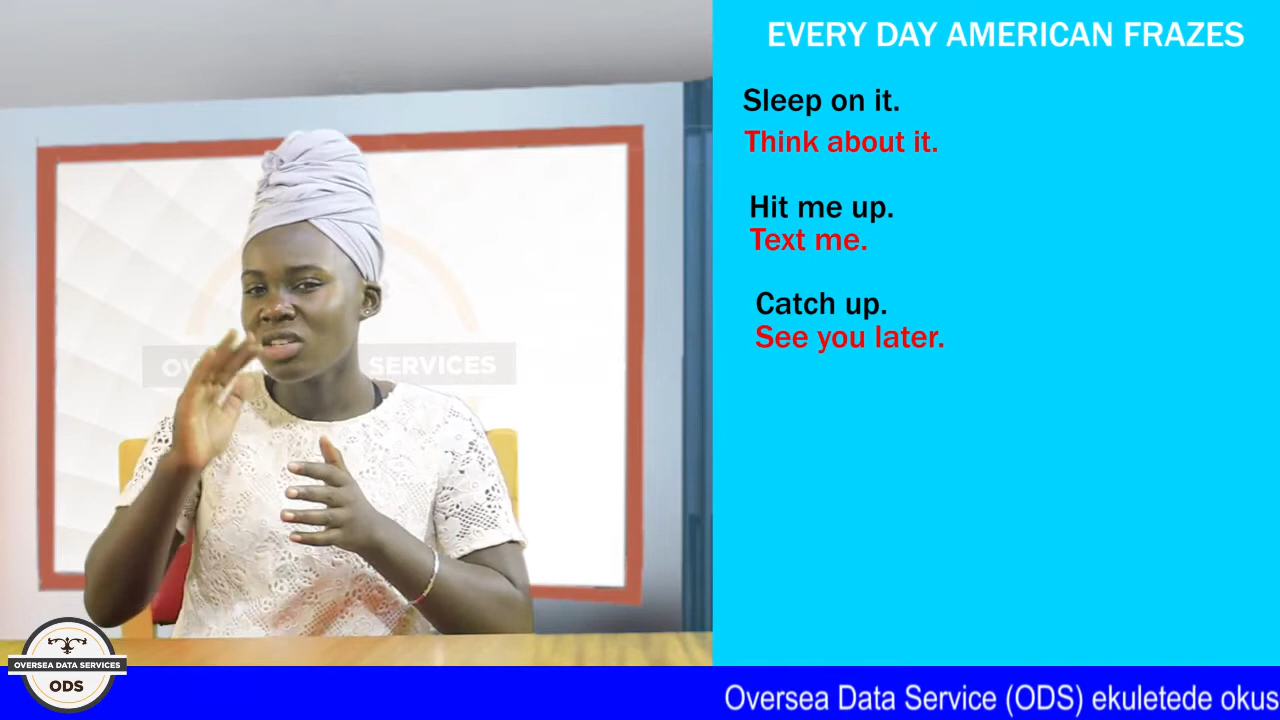 EVERY DAY AMERICAN FRAZES
Sleep on it.
Think about it.
Hit me up.
Text me.
Catch up.
See you later.
SERVICES
OVERSEA DATA SERVICES
ODS
Oversea Data Service (ODS) ekuletede okus